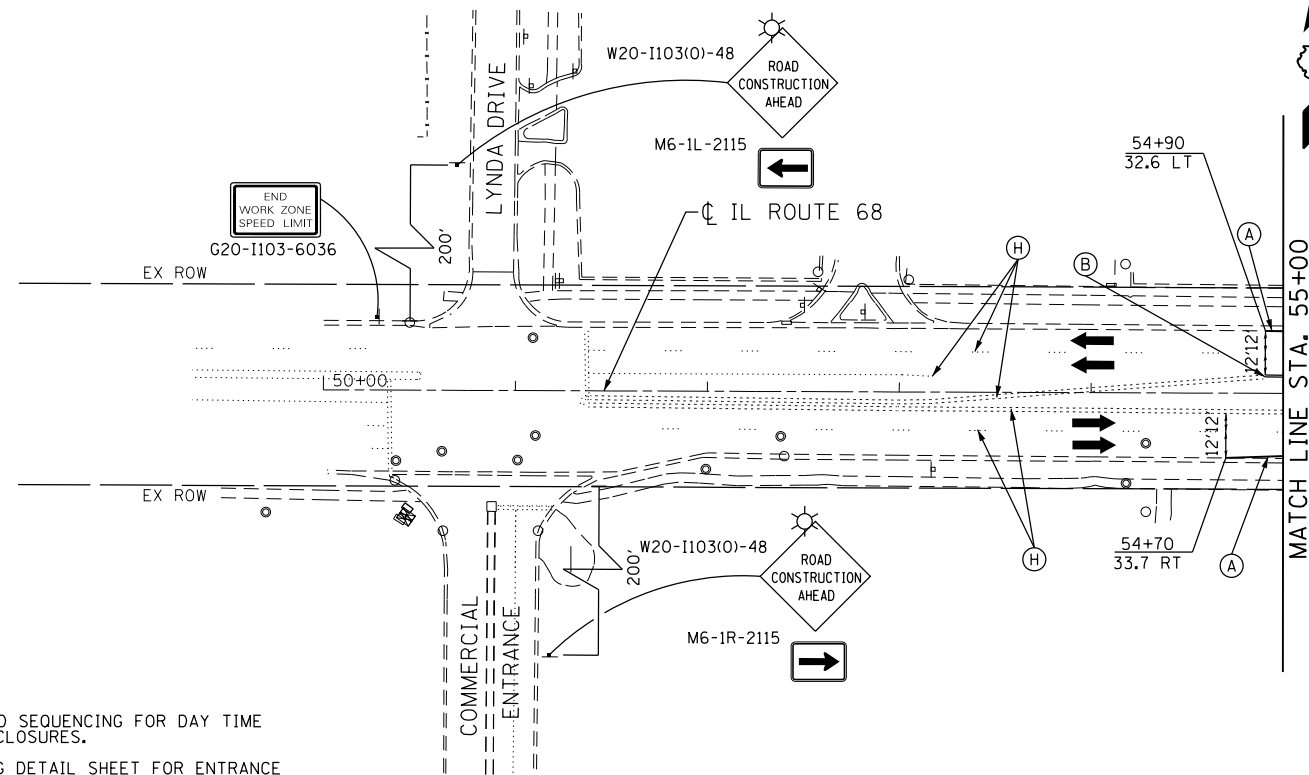 W20-I103(O)-48
ROAD
CONSTRUCTION
AHEAD
M6-1L-2115
LYNDA DRIVE
54+90
32.6 LT
END
WORK ZONE
SPEED LIMIT
G20-I103-6036
200'
℄ IL ROUTE 68
H
B
A
EX ROW
12'
12'
50+00
MATCH LINE STA. 55+00
12'
12'
EX ROW
54+70
33.7 RT
H
A
200'
W20-I103(O)-48
ROAD
CONSTRUCTION
AHEAD
M6-1R-2115
COMMERCIAL
ENTRANCE
O SEQUENCING FOR DAY TIME
CLOSURES.
G DETAIL SHEET FOR ENTRANCE